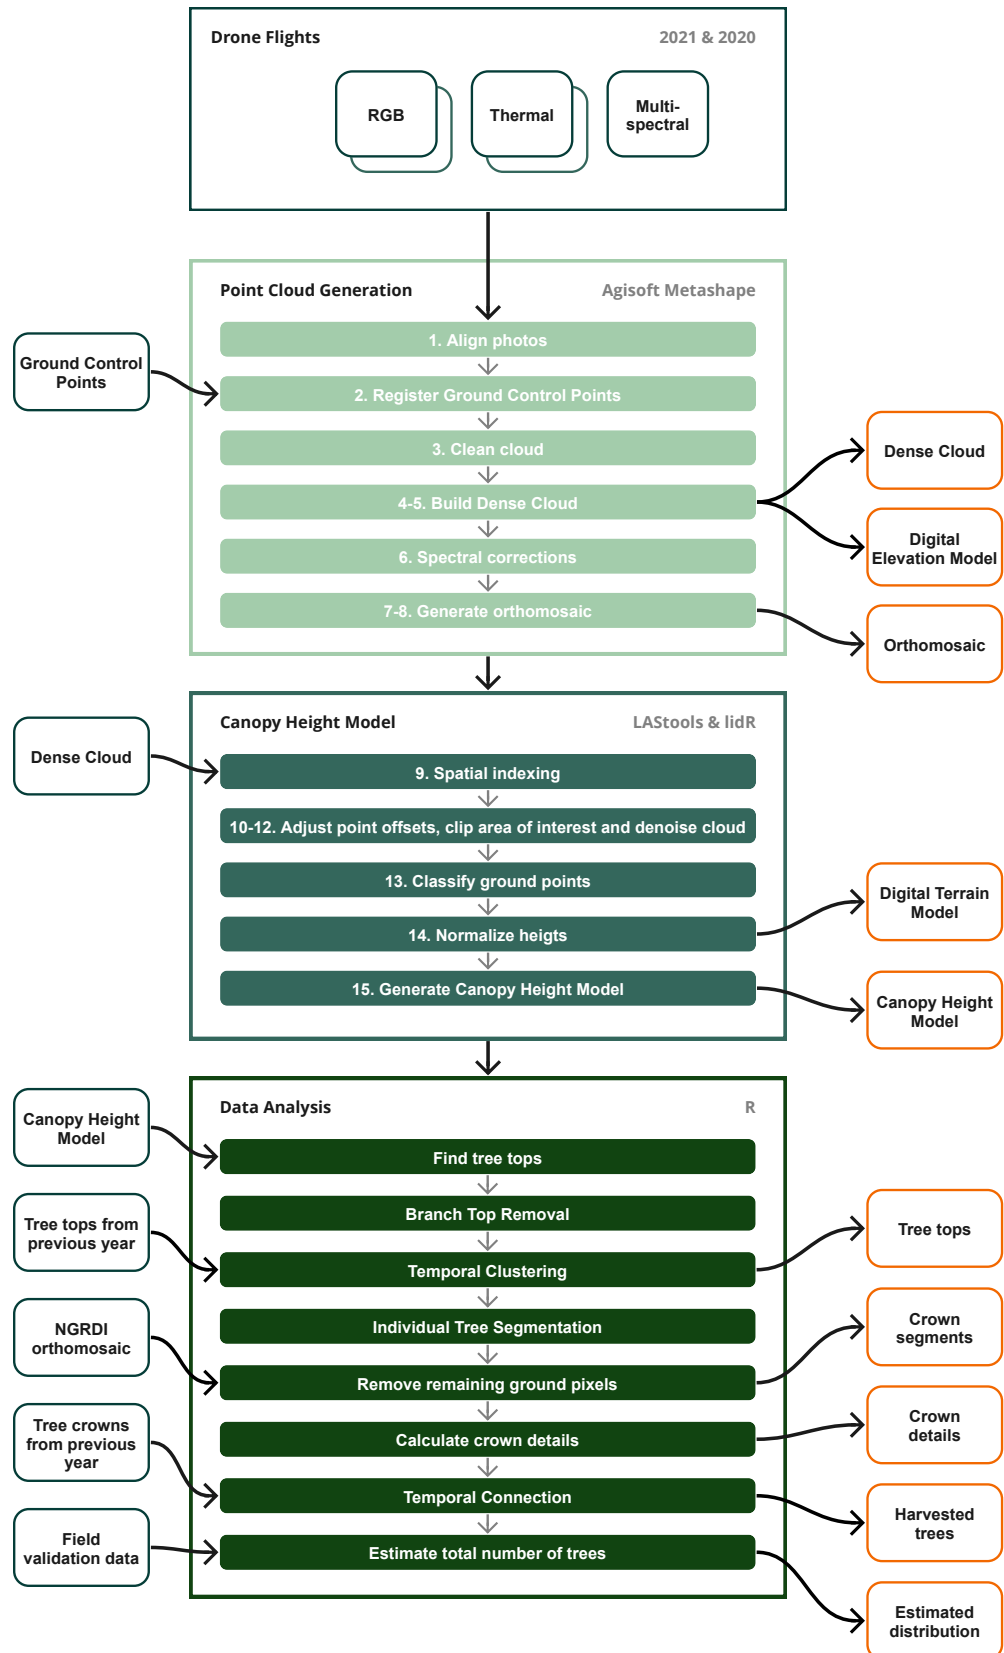 Drone Flights
2021 & 2020
RGB
Thermal
Multi-
spectral
Point Cloud Generation
Agisoft Metashape
1. Align photos
Ground Control
Points
2. Register Ground Control Points
3. Clean cloud
Dense Cloud
4-5. Build Dense Cloud
Digital
Elevation Model
6. Spectral corrections
7-8. Generate orthomosaic
Orthomosaic
Canopy Height Model
LAStools & lidR
Dense Cloud
9. Spatial indexing
10-12. Adjust point offsets, clip area of interest and denoise cloud
13. Classify ground points
Digital Terrain
Model
14. Normalize heigts
15. Generate Canopy Height Model
Canopy Height
Model
Data Analysis
R
Canopy Height
Model
Find tree tops
Branch Top Removal
Tree tops from
previous year
Tree tops
Temporal Clustering
Individual Tree Segmentation
NGRDI
orthomosaic
Crown
segments
Remove remaining ground pixels
Tree crowns
from previous
year
Calculate crown details
Crown
details
Temporal Connection
Harvested
trees
Field
validation data
Estimate total number of trees
Estimated
distribution